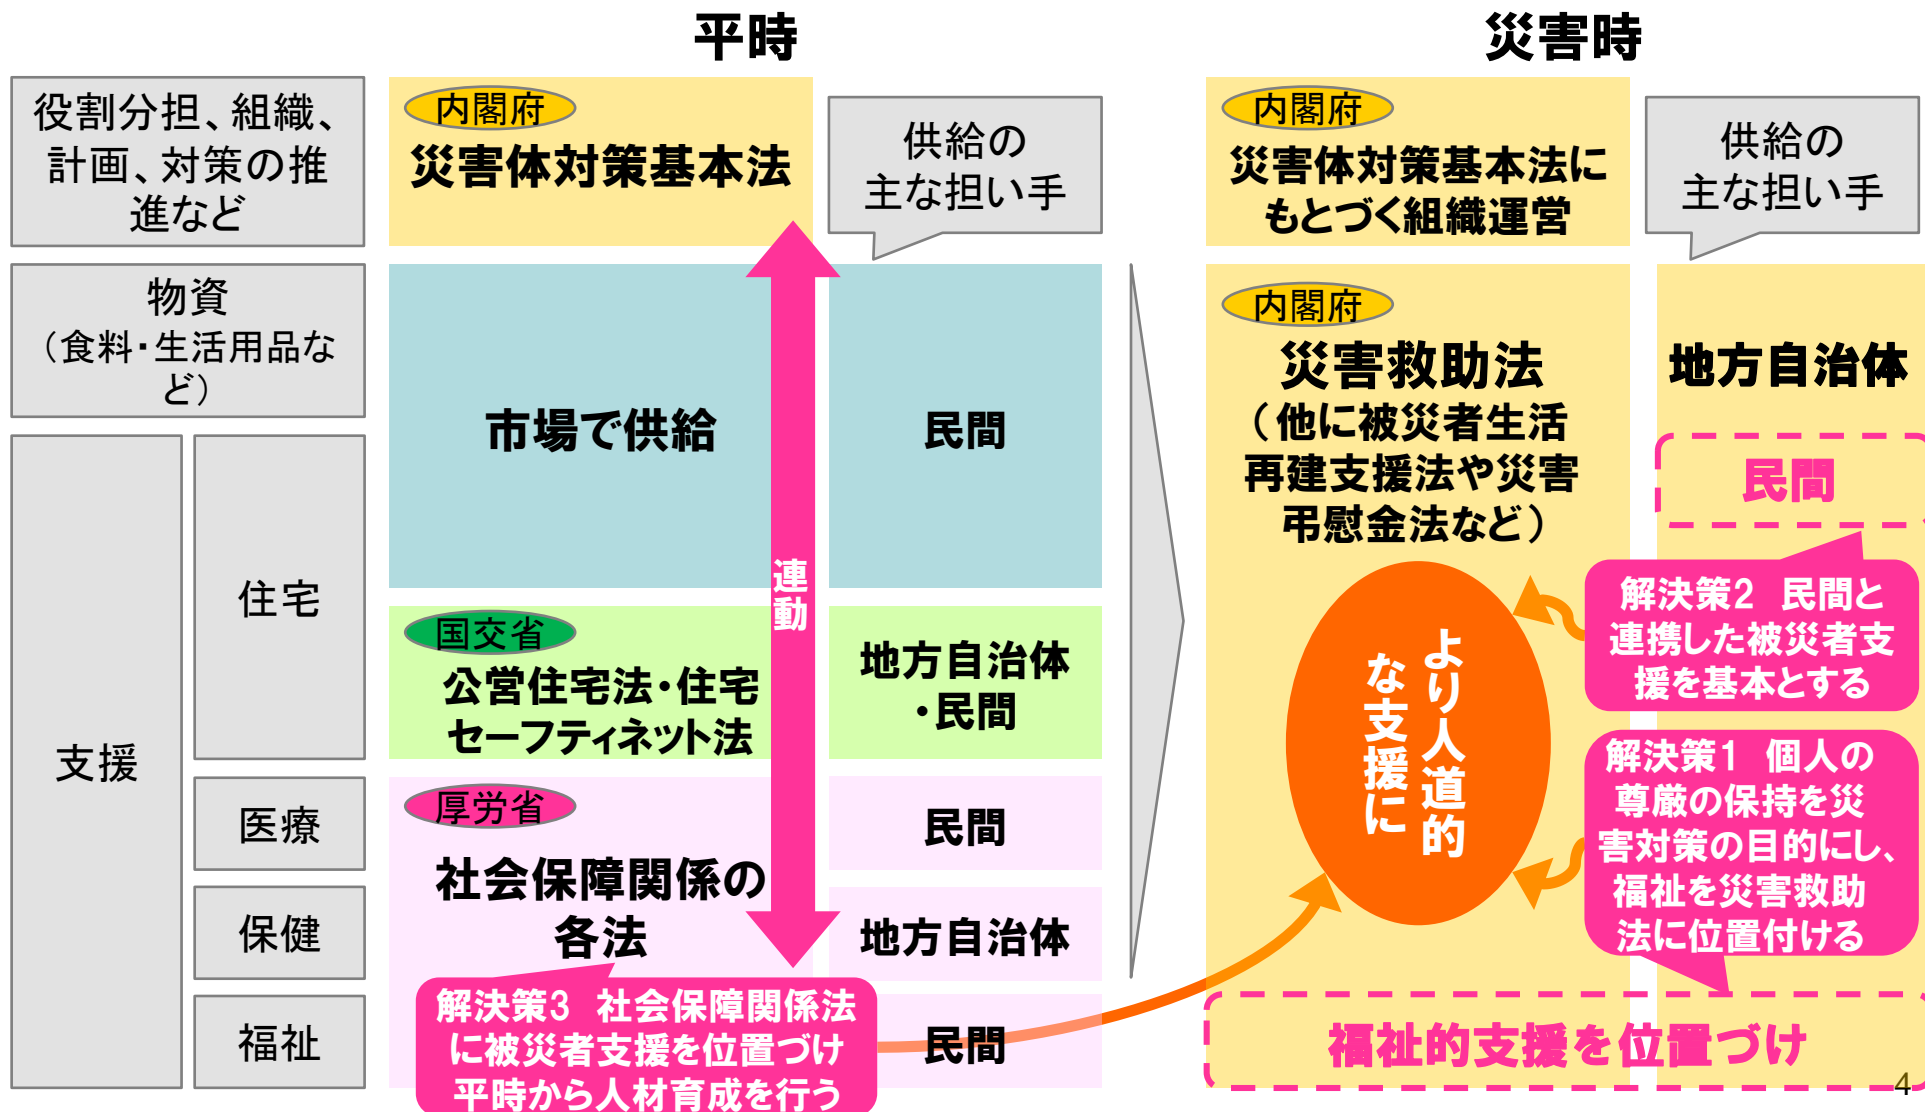 平時
災害時
役割分担、組織、
計画、対策の推
進など
内閣府
災害体対策基本法
供給の
主な担い手
内閣府
災害体対策基本法に
もとづく組織運営
供給の
主な担い手
物資
（食料・生活用品な
ど）
市場で供給
民間
内閣府
災害救助法
（他に被災者生活
再建支援法や災害
弔慰金法など）
地方自治体
民間
支援
住宅
連動
国交省
公営住宅法・住宅
セーフティネット法
地方自治体
・民間
より人道的
な支援に
解決策2　民間と
連携した被災者支
援を基本とする
解決策1　個人の
尊厳の保持を災
害対策の目的にし、
福祉を災害救助
法に位置付ける
医療
厚労省
社会保障関係の
各法
民間
保健
地方自治体
福祉
解決策3　社会保障関係法
に被災者支援を位置づけ
平時から人材育成を行う
民間
福祉的支援を位置づけ
4